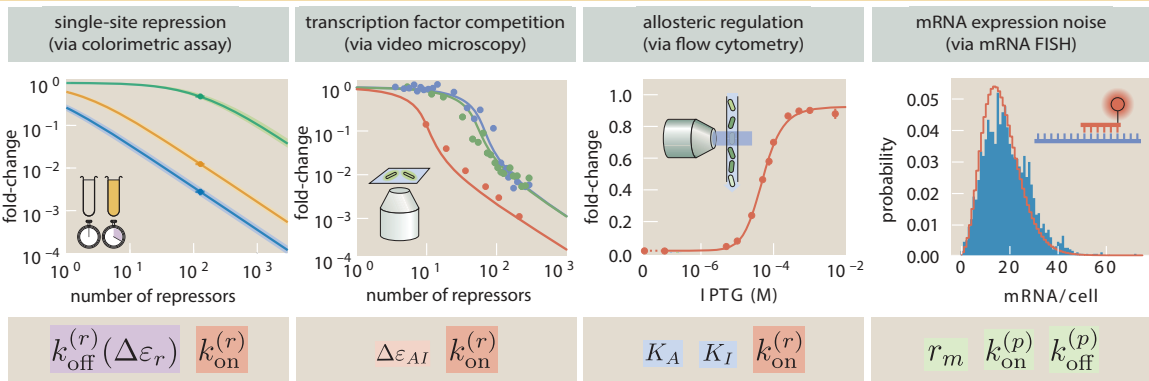 single-site repression
(via colorimetric assay)
fold-change
10^0
10^−1
10^−2
10^−3
10^−4
10^0 10^1 10^2 10^3
number of repressors
k_off^(r)(Δε_r) k_on^(r)
transcription factor competition
(via video microscopy)
fold-change
10^0
10^−1
10^−2
10^−3
10^−4
10^0 10^1 10^2 10^3
number of repressors
Δε_AI k_on^(r)
allosteric regulation
(via flow cytometry)
fold-change
1.0
0.8
0.6
0.4
0.2
0.0
0 10^−6 10^−4 10^−2
IPTG (M)
K_A K_I k_on^(r)
mRNA expression noise
(via mRNA FISH)
probability
0.05
0.04
0.03
0.02
0.01
0.00
0 20 40 60
mRNA/cell
r_m k_on^(p) k_off^(p)